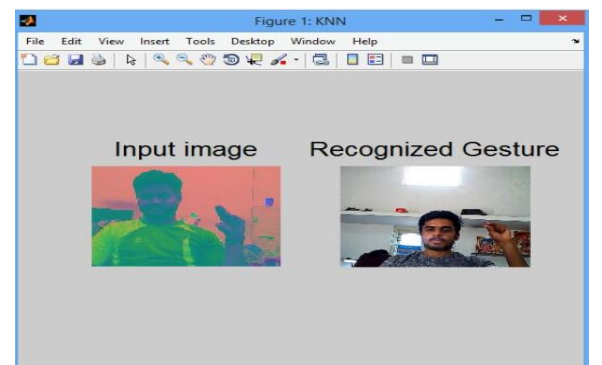 Figure 1: KNN
File Edit View Insert Tools Desktop Window Help
Input image Recognized Gesture